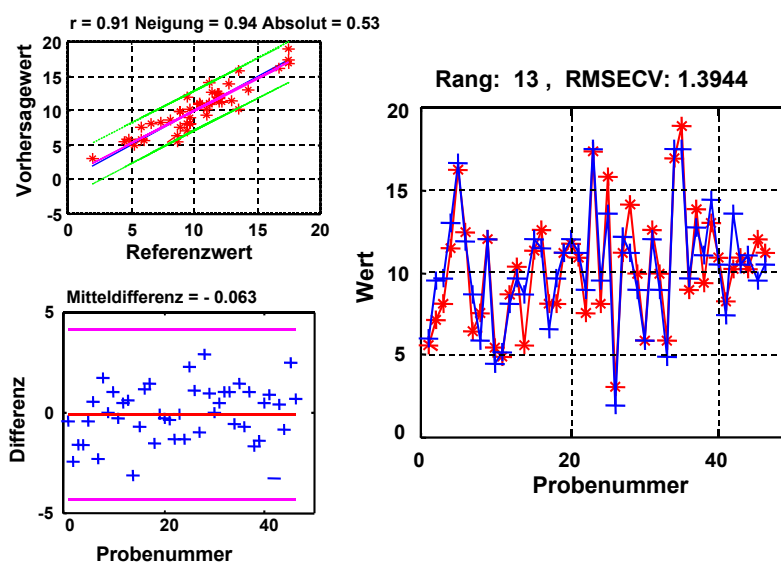 r = 0.91 Neigung = 0.94 Absolut = 0.53
20
15
10
5
0
-5
Vorhersagewert
0
5
10
15
20
Referenzwert
Mitteldifferenz = - 0.063
5
0
-5
Differenz
0
20
40
Probenummer
Rang: 13 , RMSECV: 1.3944
20
15
10
5
0
Wert
0
20
40
Probenummer